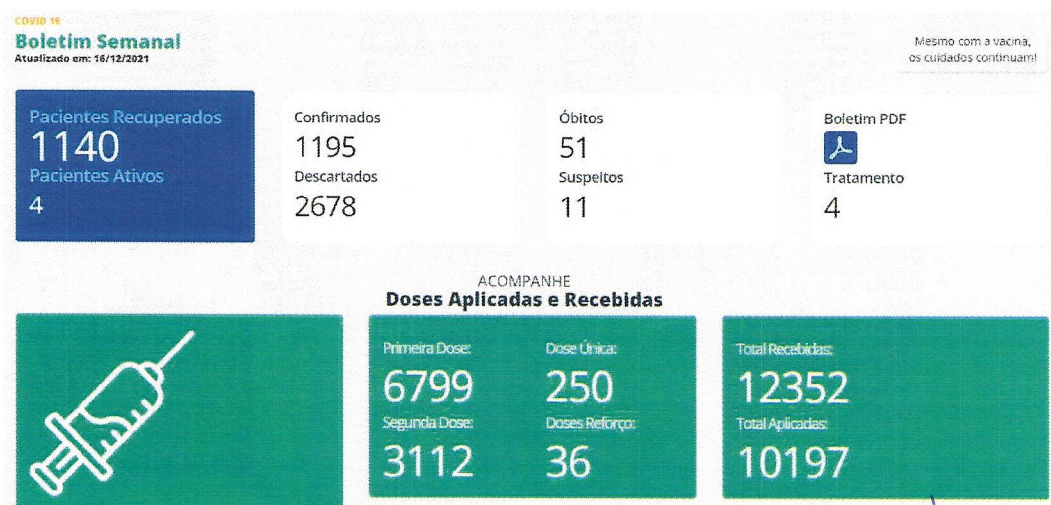 COVID 19
Boletim Semanal
Atualizado em: 16/12/2021
Mesmo com a vacina,
os cuidados continuam!
Pacientes Recuperados
1140
Pacientes Ativos
4
Confirmados
1195
Descartados
2678
Óbitos
51
Suspeitos
11
Boletim PDF
Tratamento
4
ACOMPANHE
Doses Aplicadas e Recebidas
Primeira Dose:
6799
Segunda Dose:
3112
Dose Única:
250
Doses Reforço:
36
Total Recebidas:
12352
Total Aplicadas:
10197